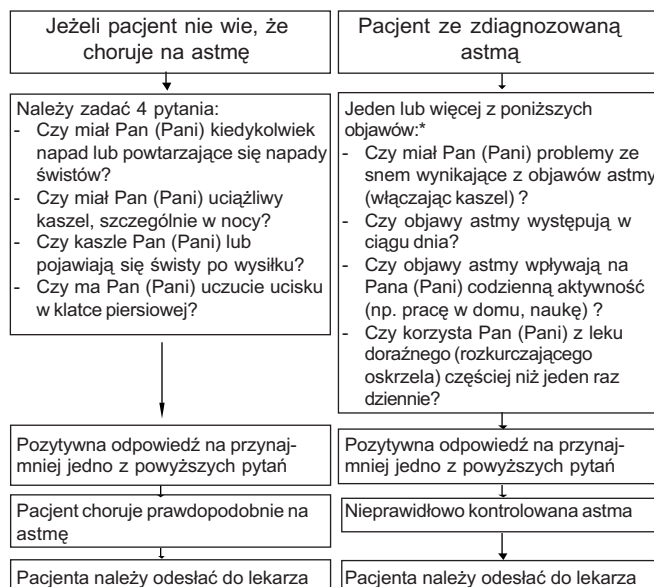 Jeżeli pacjent nie wie, że
choruje na astmę
Należy zadać 4 pytania:
- Czy miał Pan (Pani) kiedykolwiek
napad lub powtarzające się napady
świstów?
- Czy miał Pan (Pani) uciążliwy
kaszel, szczególnie w nocy?
- Czy kaszle Pan (Pani) lub
pojawiają się świsty po wysiłku?
- Czy ma Pan (Pani) uczucie ucisku
w klatce piersiowej?
Pozytywna odpowiedź na przynaj-
mniej jedno z powyższych pytań
Pacjent choruje prawdopodobnie na
astmę
Pacjenta należy odesłać do lekarza
Pacjent ze zdiagnozowaną
astmą
Jeden lub więcej z poniższych
objawów:*
- Czy miał Pan (Pani) problemy ze
snem wynikające z objawów astmy
(włączając kaszel) ?
- Czy objawy astmy występują w
ciągu dnia?
- Czy objawy astmy wpływają na
Pana (Pani) codzienną aktywność
(np. pracę w domu, naukę) ?
- Czy korzysta Pan (Pani) z leku
doraźnego (rozkurczającego
oskrzela) częściej niż jeden raz
dziennie?
Pozytywna odpowiedź na przynaj-
mniej jedno z powyższych pytań
Nieprawidłowo kontrolowana astma
Pacjenta należy odesłać do lekarza